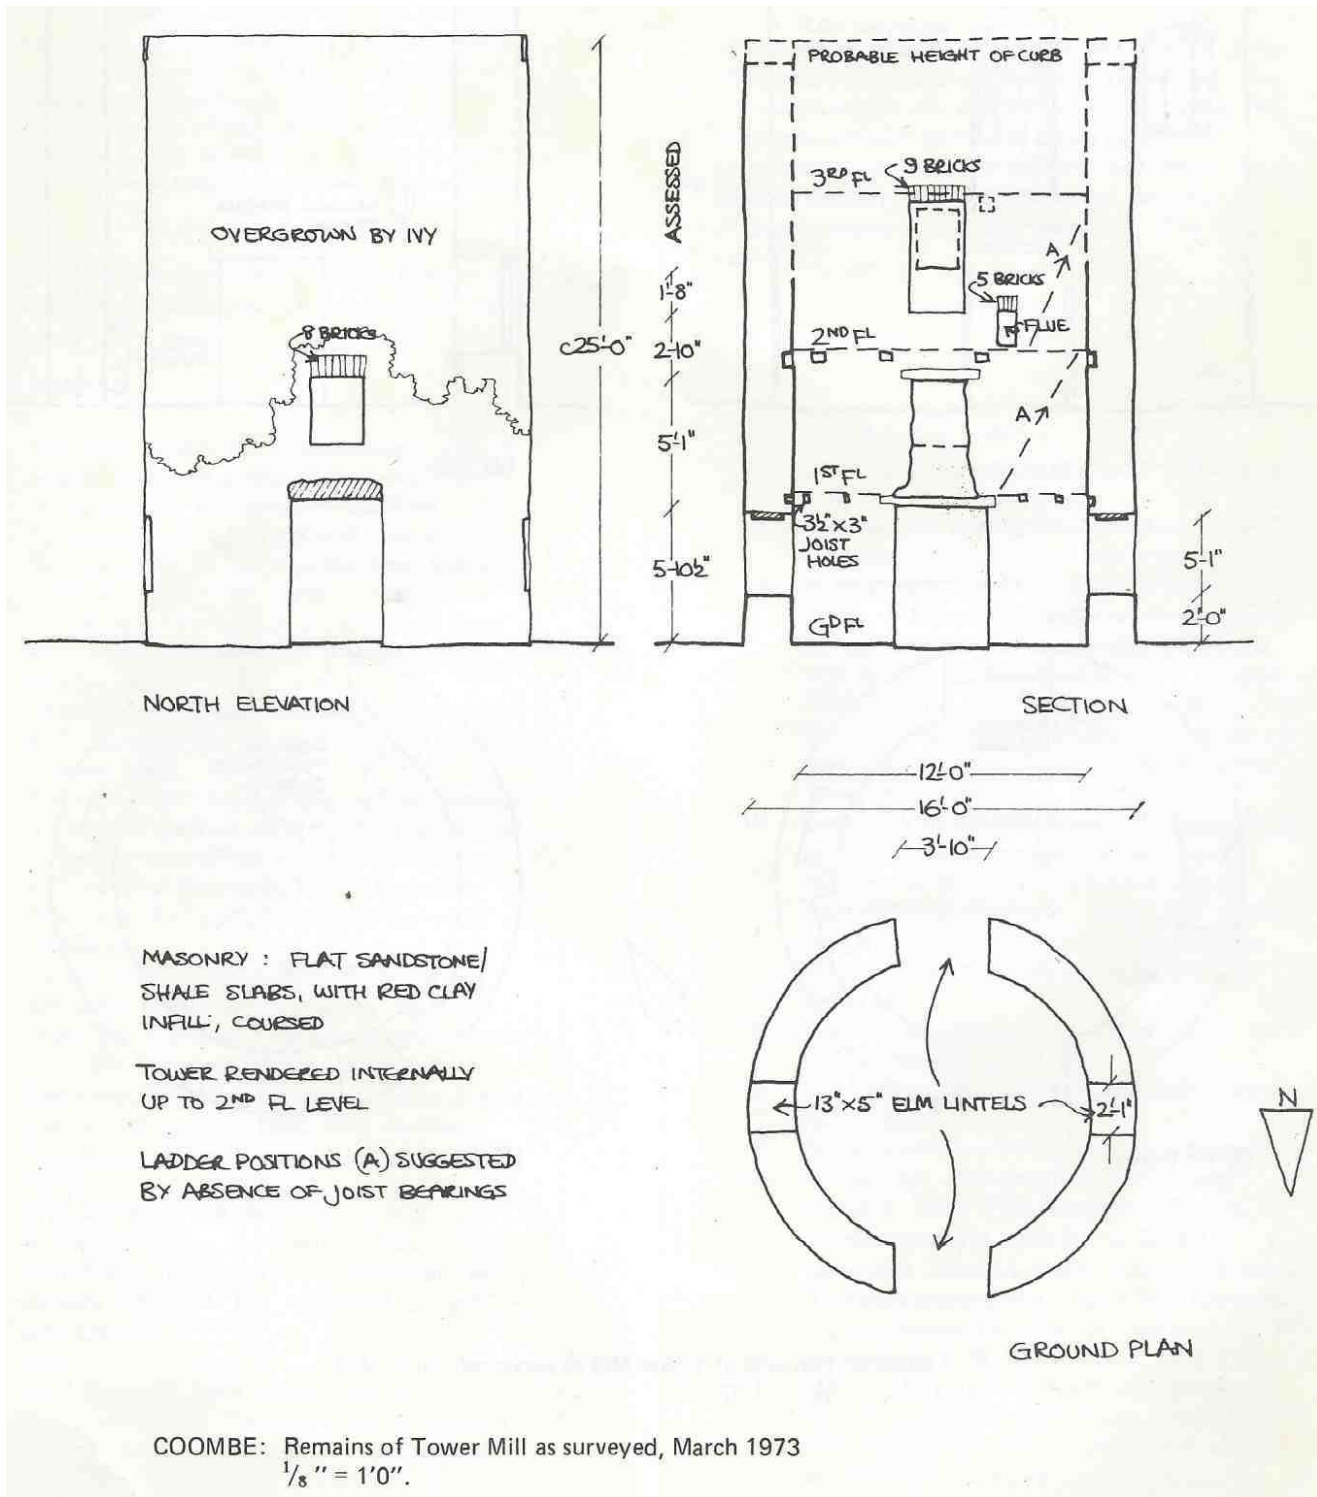 OVERGROWN BY IVY
8 BRICKS
c25'-0"
NORTH ELEVATION
ASSESSED
1'-8"
2'-10"
5'-1"
5'-10½"
PROBABLE HEIGHT OF CURB
9 BRICKS
3RD FL
A
5 BRICKS
FLUE
2ND FL
A
1ST FL
3½"x3"
JOIST
HOLES
GD FL
5'-1"
2'-0"
SECTION
12'-0"
16'-0"
3'-10"
MASONRY : FLAT SANDSTONE/
SHALE SLABS, WITH RED CLAY
INFILL, COURSED
TOWER RENDERED INTERNALLY
UP TO 2ND FL LEVEL
LADDER POSITIONS (A) SUGGESTED
BY ABSENCE OF JOIST BEARINGS
13"x5" ELM LINTELS
2'-1"
N
GROUND PLAN
COOMBE: Remains of Tower Mill as surveyed, March 1973
1/8" = 1'0".